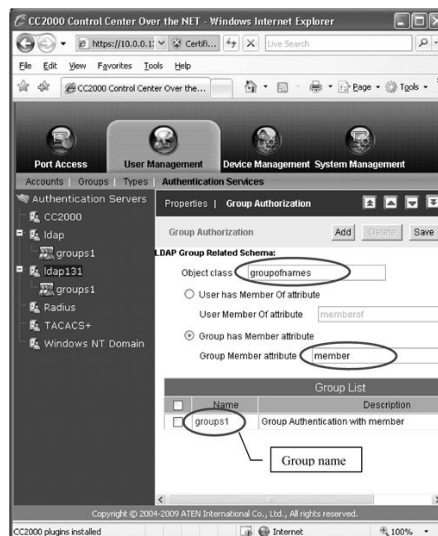 CC2000 Control Center Over the NET - Windows Internet Explorer
https://10.0.0.1: Certifi... Live Search
File Edit View Favorites Tools Help
CC2000 Control Center Over the... Page Tools
Port Access User Management Device Management System Management
Accounts Groups Types Authentication Services
Authentication Servers
CC2000
ldap
groups1
ldap131
groups1
Radius
TACACS+
Windows NT Domain
Properties | Group Authorization
Group Authorization Add Delete Save
LDAP Group Related Schema:
Object class groupofnames
User has Member Of attribute
User Member Of attribute memberof
Group has Member attribute
Group Member attribute member
Group List
Name Description
groups1 Group Authentication with member
Group name
Copyright © 2004-2009 ATEN International Co., Ltd., All rights reserved.
CC2000 plugins installed Internet 100%